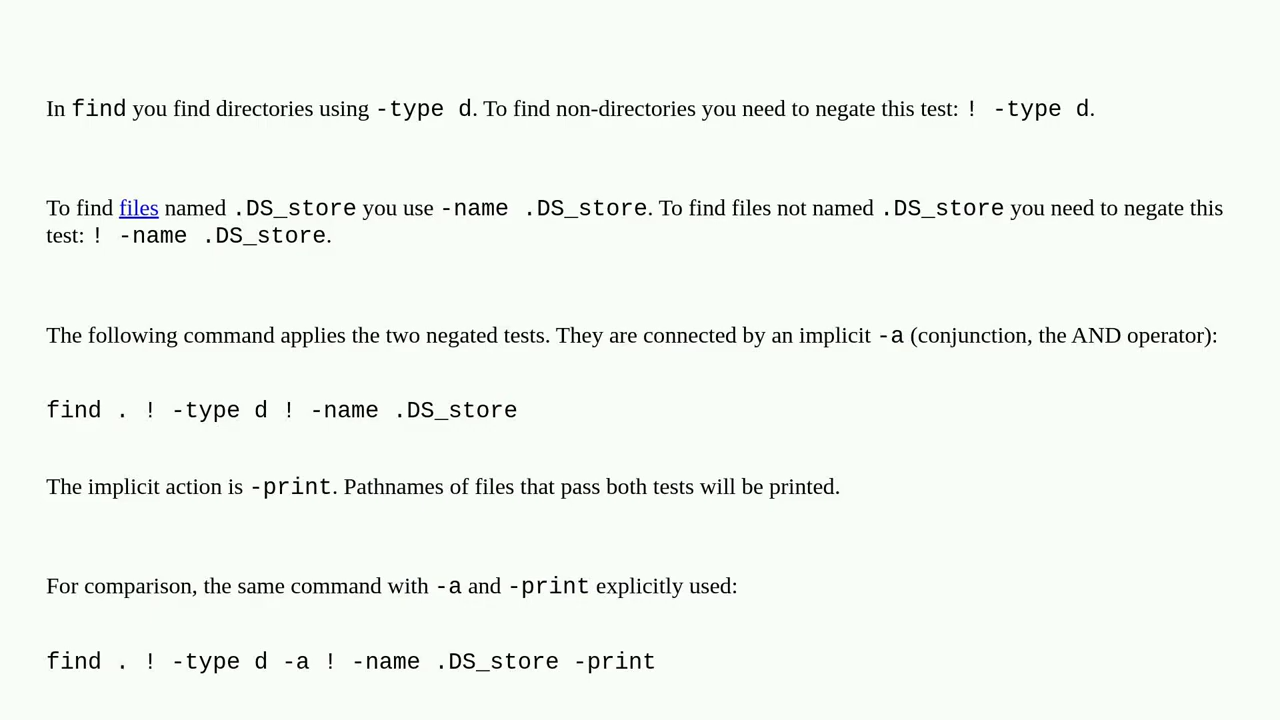 In find you find directories using -type d. To find non-directories you need to negate this test: ! -type d.
To find files named .DS_store you use -name .DS_store. To find files not named .DS_store you need to negate this
test: ! -name .DS_store.
The following command applies the two negated tests. They are connected by an implicit -a (conjunction, the AND operator):
find . ! -type d ! -name .DS_store
The implicit action is -print. Pathnames of files that pass both tests will be printed.
For comparison, the same command with -a and -print explicitly used:
find . ! -type d -a ! -name .DS_store -print